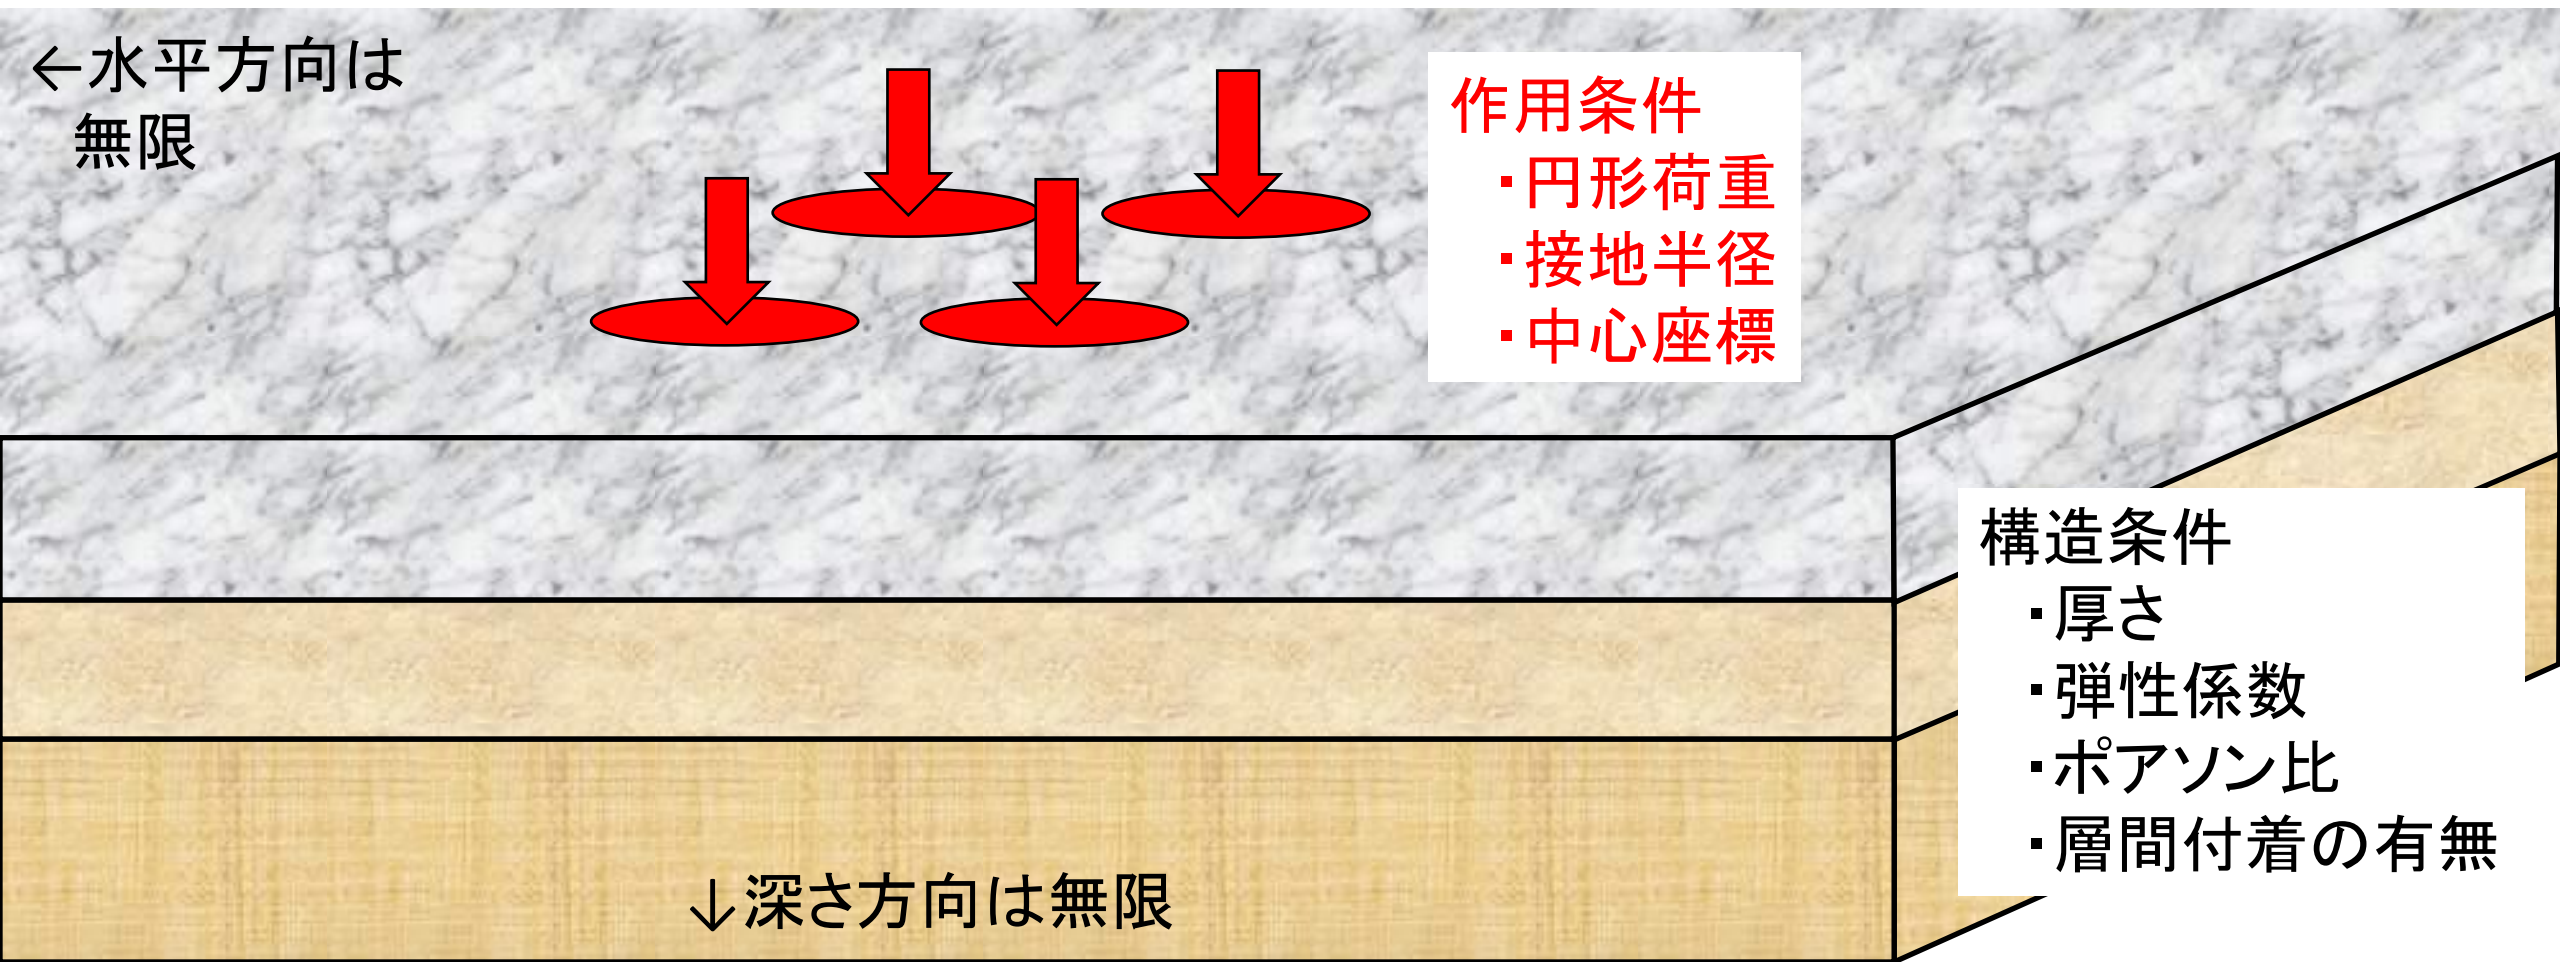 ←水平方向は
無限
作用条件
・円形荷重
・接地半径
・中心座標
構造条件
・厚さ
・弾性係数
・ポアソン比
・層間付着の有無
↓深さ方向は無限